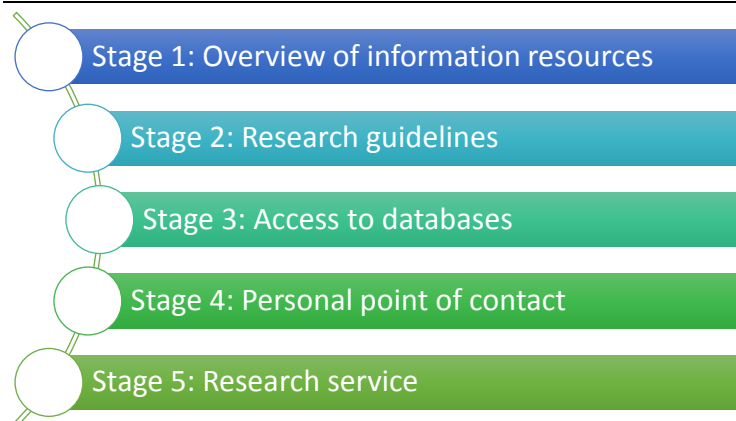 Stage 1: Overview of information resources
Stage 2: Research guidelines
Stage 3: Access to databases
Stage 4: Personal point of contact
Stage 5: Research service